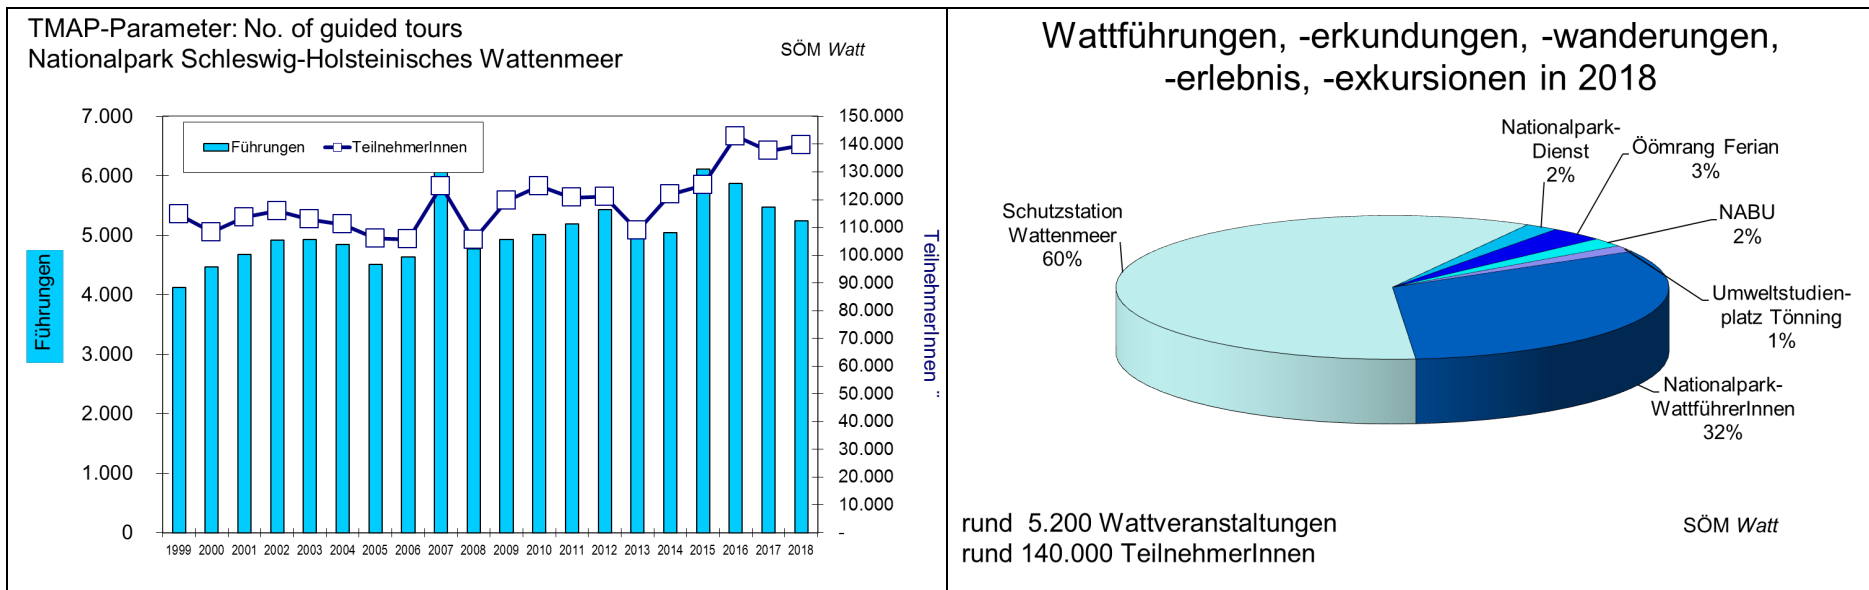 TMAP-Parameter: No. of guided tours
Nationalpark Schleswig-Holsteinisches Wattenmeer
SÖM Watt
7.000
6.000
5.000
4.000
3.000
2.000
1.000
0
Führungen
Führungen
TeilnehmerInnen
150.000
140.000
130.000
120.000
110.000
100.000
90.000
80.000
70.000
60.000
50.000
40.000
30.000
20.000
10.000
-
TeilnehmerInnen ¨
1999 2000 2001 2002 2003 2004 2005 2006 2007 2008 2009 2010 2011 2012 2013 2014 2015 2016 2017 2018
Wattführungen, -erkundungen, -wanderungen,
-erlebnis, -exkursionen in 2018
Nationalpark-
Dienst
2%
Öömrang Ferian
3%
Schutzstation
Wattenmeer
60%
NABU
2%
Umweltstudien-
platz Tönning
1%
Nationalpark-
WattführerInnen
32%
rund  5.200 Wattveranstaltungen
rund 140.000 TeilnehmerInnen
SÖM Watt